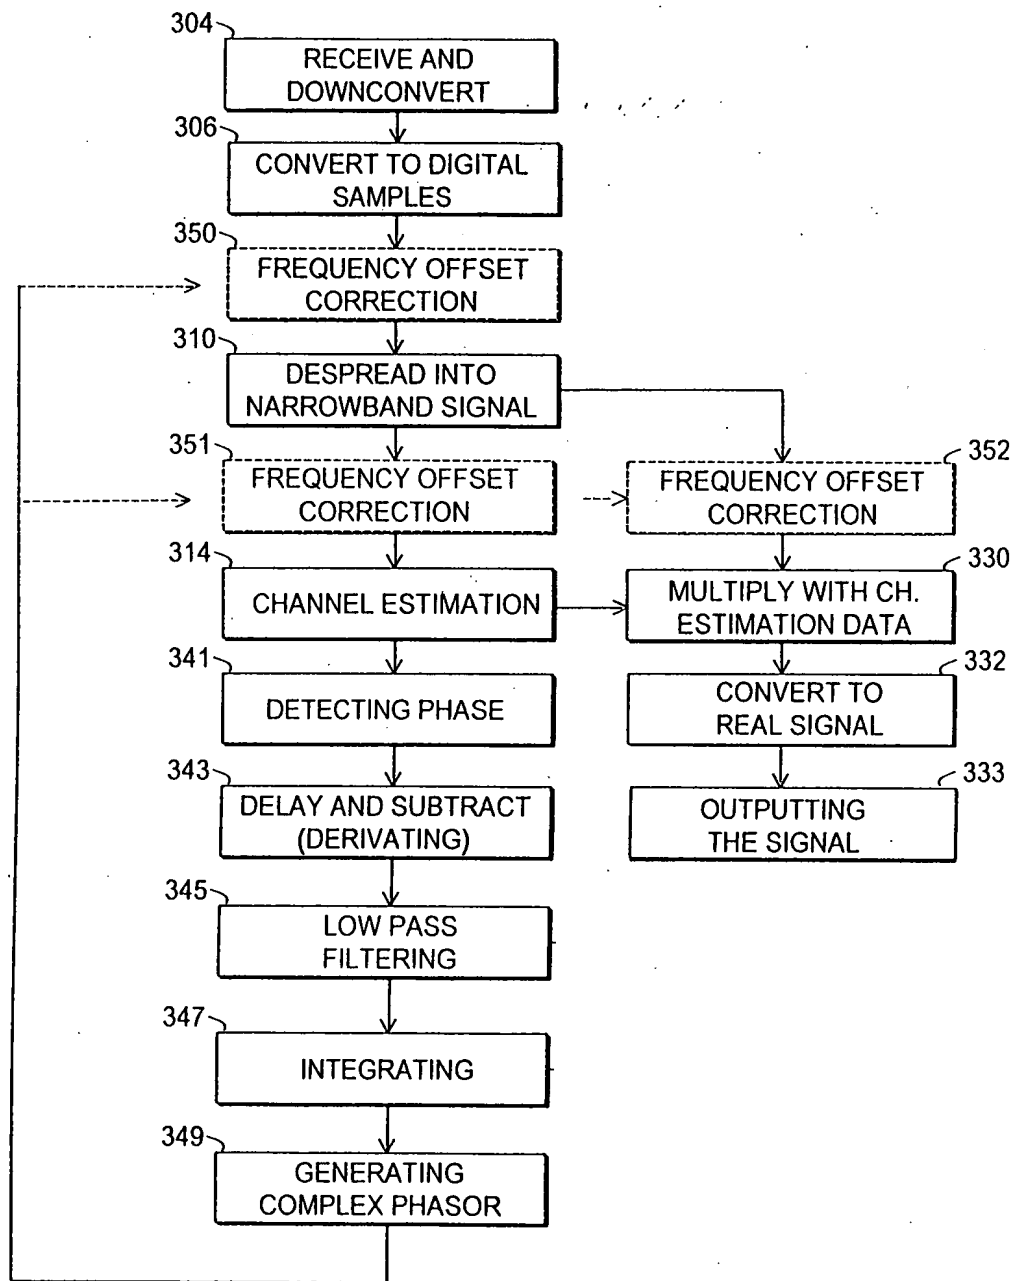 304
RECEIVE AND
DOWNCONVERT
306
CONVERT TO DIGITAL
SAMPLES
350
FREQUENCY OFFSET
CORRECTION
310
DESPREAD INTO
NARROWBAND SIGNAL
351
FREQUENCY OFFSET
CORRECTION
352
FREQUENCY OFFSET
CORRECTION
314
CHANNEL ESTIMATION
330
MULTIPLY WITH CH.
ESTIMATION DATA
341
DETECTING PHASE
332
CONVERT TO
REAL SIGNAL
343
DELAY AND SUBTRACT
(DERIVATING)
333
OUTPUTTING
THE SIGNAL
345
LOW PASS
FILTERING
347
INTEGRATING
349
GENERATING
COMPLEX PHASOR